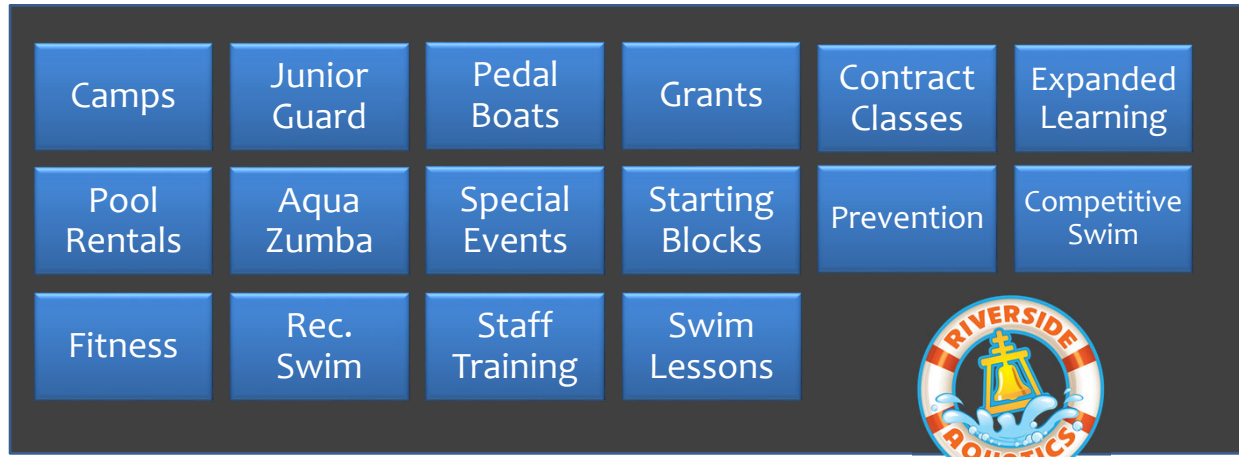 Camps
Junior
Guard
Pedal
Boats
Grants
Contract
Classes
Expanded
Learning
Pool
Rentals
Aqua
Zumba
Special
Events
Starting
Blocks
Prevention
Competitive
Swim
Fitness
Rec.
Swim
Staff
Training
Swim
Lessons
RIVERSIDE
AQUATICS